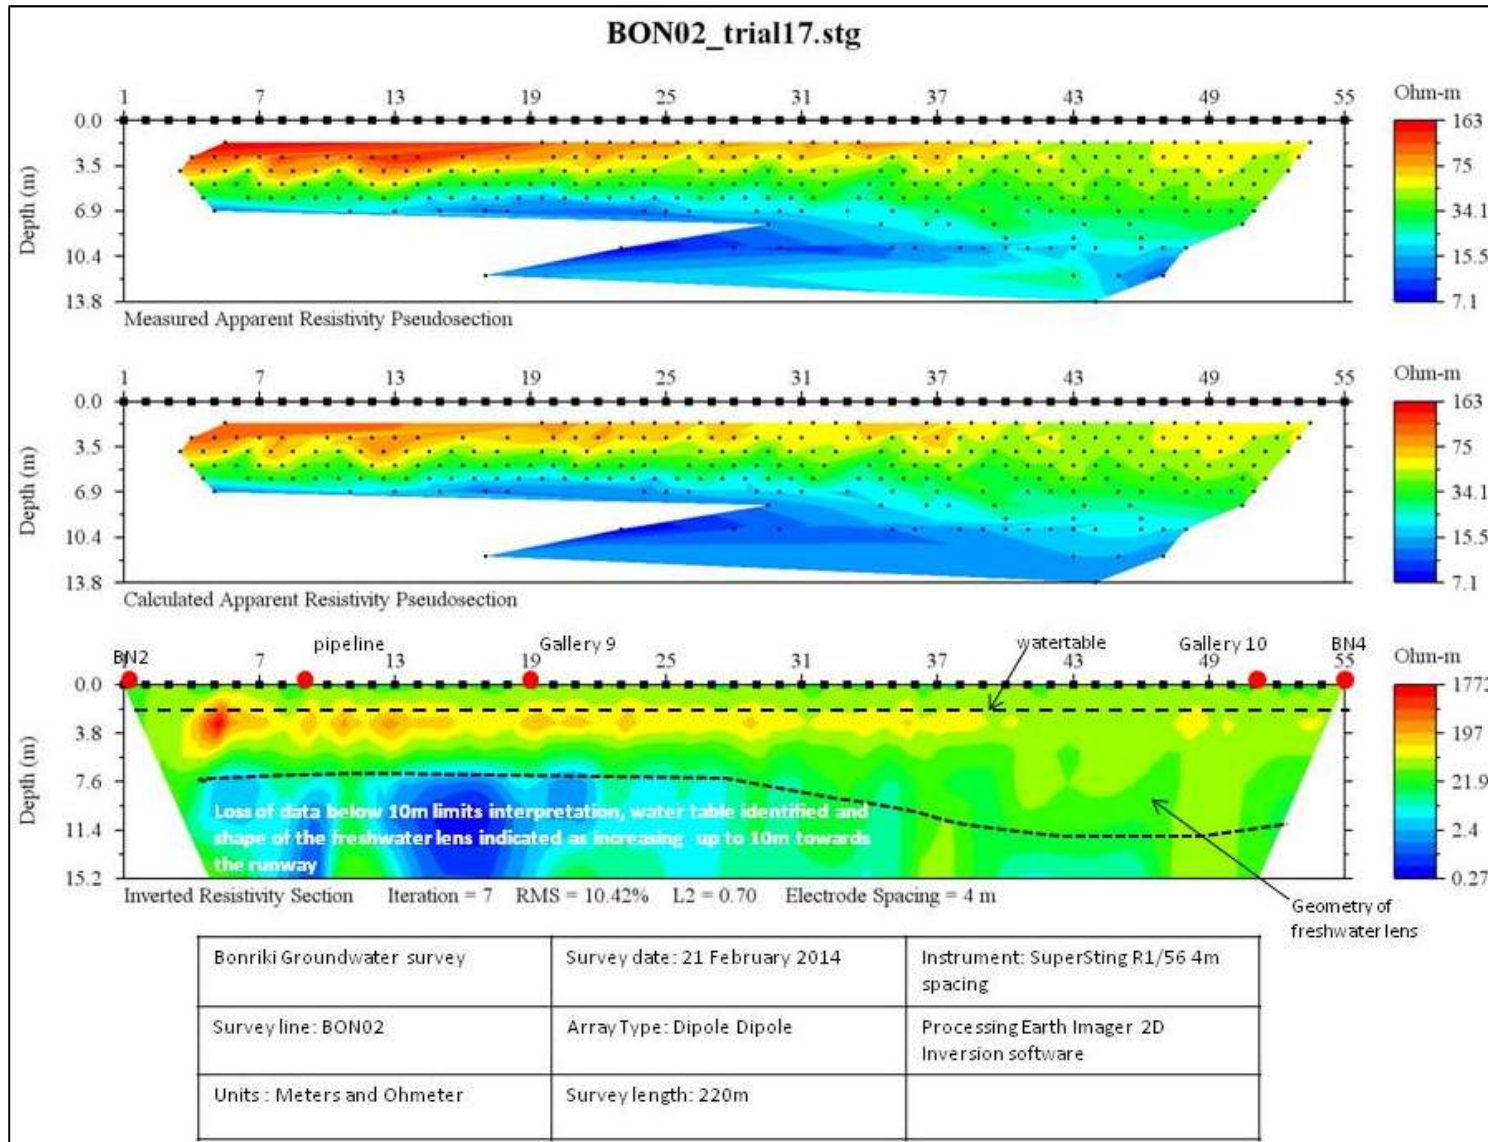 BON02_trial17.stg
1 7 13 19 25 31 37 43 49 55 Ohm-m
0.0 163
3.5 75
Depth (m)
6.9 34.1
10.4 15.5
13.8 7.1
Measured Apparent Resistivity Pseudosection
1 7 13 19 25 31 37 43 49 55 Ohm-m
0.0 163
3.5 75
Depth (m)
6.9 34.1
10.4 15.5
13.8 7.1
Calculated Apparent Resistivity Pseudosection
BN2 pipeline Gallery 9 watertable Gallery 10 BN4
7 13 19 25 31 37 43 49 55 Ohm-m
0.0 1772
3.8 197
Depth (m)
7.6 21.9
11.4 2.4
15.2 0.27
Loss of data below 10m limits interpretation, water table identified and
shape of the freshwater lens indicated as increasing up to 10m towards
the runway
Inverted Resistivity Section Iteration = 7 RMS = 10.42% L2 = 0.70 Electrode Spacing = 4 m
Geometry of
freshwater lens
Bonriki Groundwater survey
Survey date: 21 February 2014
Instrument: SuperSting R1/56 4m
spacing
Survey line: BON02
Array Type: Dipole Dipole
Processing Earth Imager 2D
Inversion software
Units : Meters and Ohmeter
Survey length: 220m